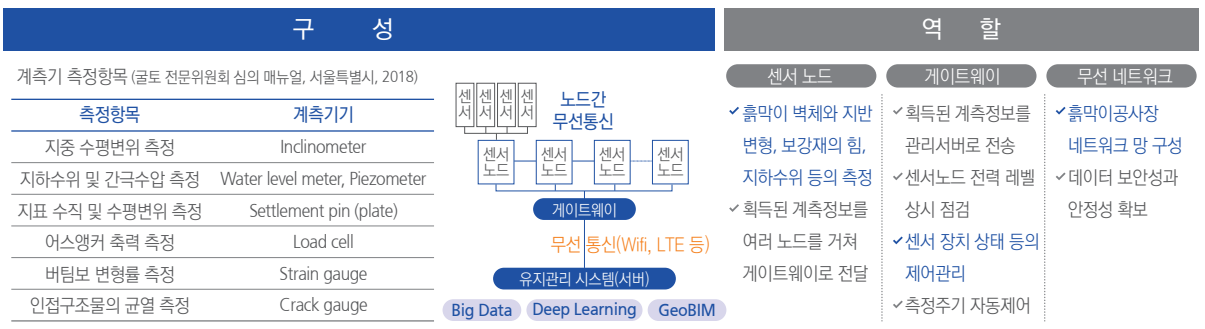 구 성
계측기 측정항목 (굴토 전문위원회 심의 매뉴얼, 서울특별시, 2018)
측정항목 계측기기
지중 수평변위 측정 Inclinometer
지하수위 및 간극수압 측정 Water level meter, Piezometer
지표 수직 및 수평변위 측정 Settlement pin (plate)
어스앵커 축력 측정 Load cell
버팀보 변형률 측정 Strain gauge
인접구조물의 균열 측정 Crack gauge
센서 센서 센서 센서
노드간
무선통신
센서 노드 센서 노드 센서 노드 센서 노드
게이트웨이
무선 통신(Wifi, LTE 등)
유지관리 시스템(서버)
Big Data Deep Learning GeoBIM
역 할
센서 노드
✓흙막이 벽체와 지반
변형, 보강재의 힘,
지하수위 등의 측정
✓획득된 계측정보를
여러 노드를 거쳐
게이트웨이로 전달
게이트웨이
✓획득된 계측정보를
관리서버로 전송
✓센서노드 전력 레벨
상시 점검
✓센서 장치 상태 등의
제어관리
✓측정주기 자동제어
무선 네트워크
✓흙막이공사장
네트워크 망 구성
✓데이터 보안성과
안정성 확보